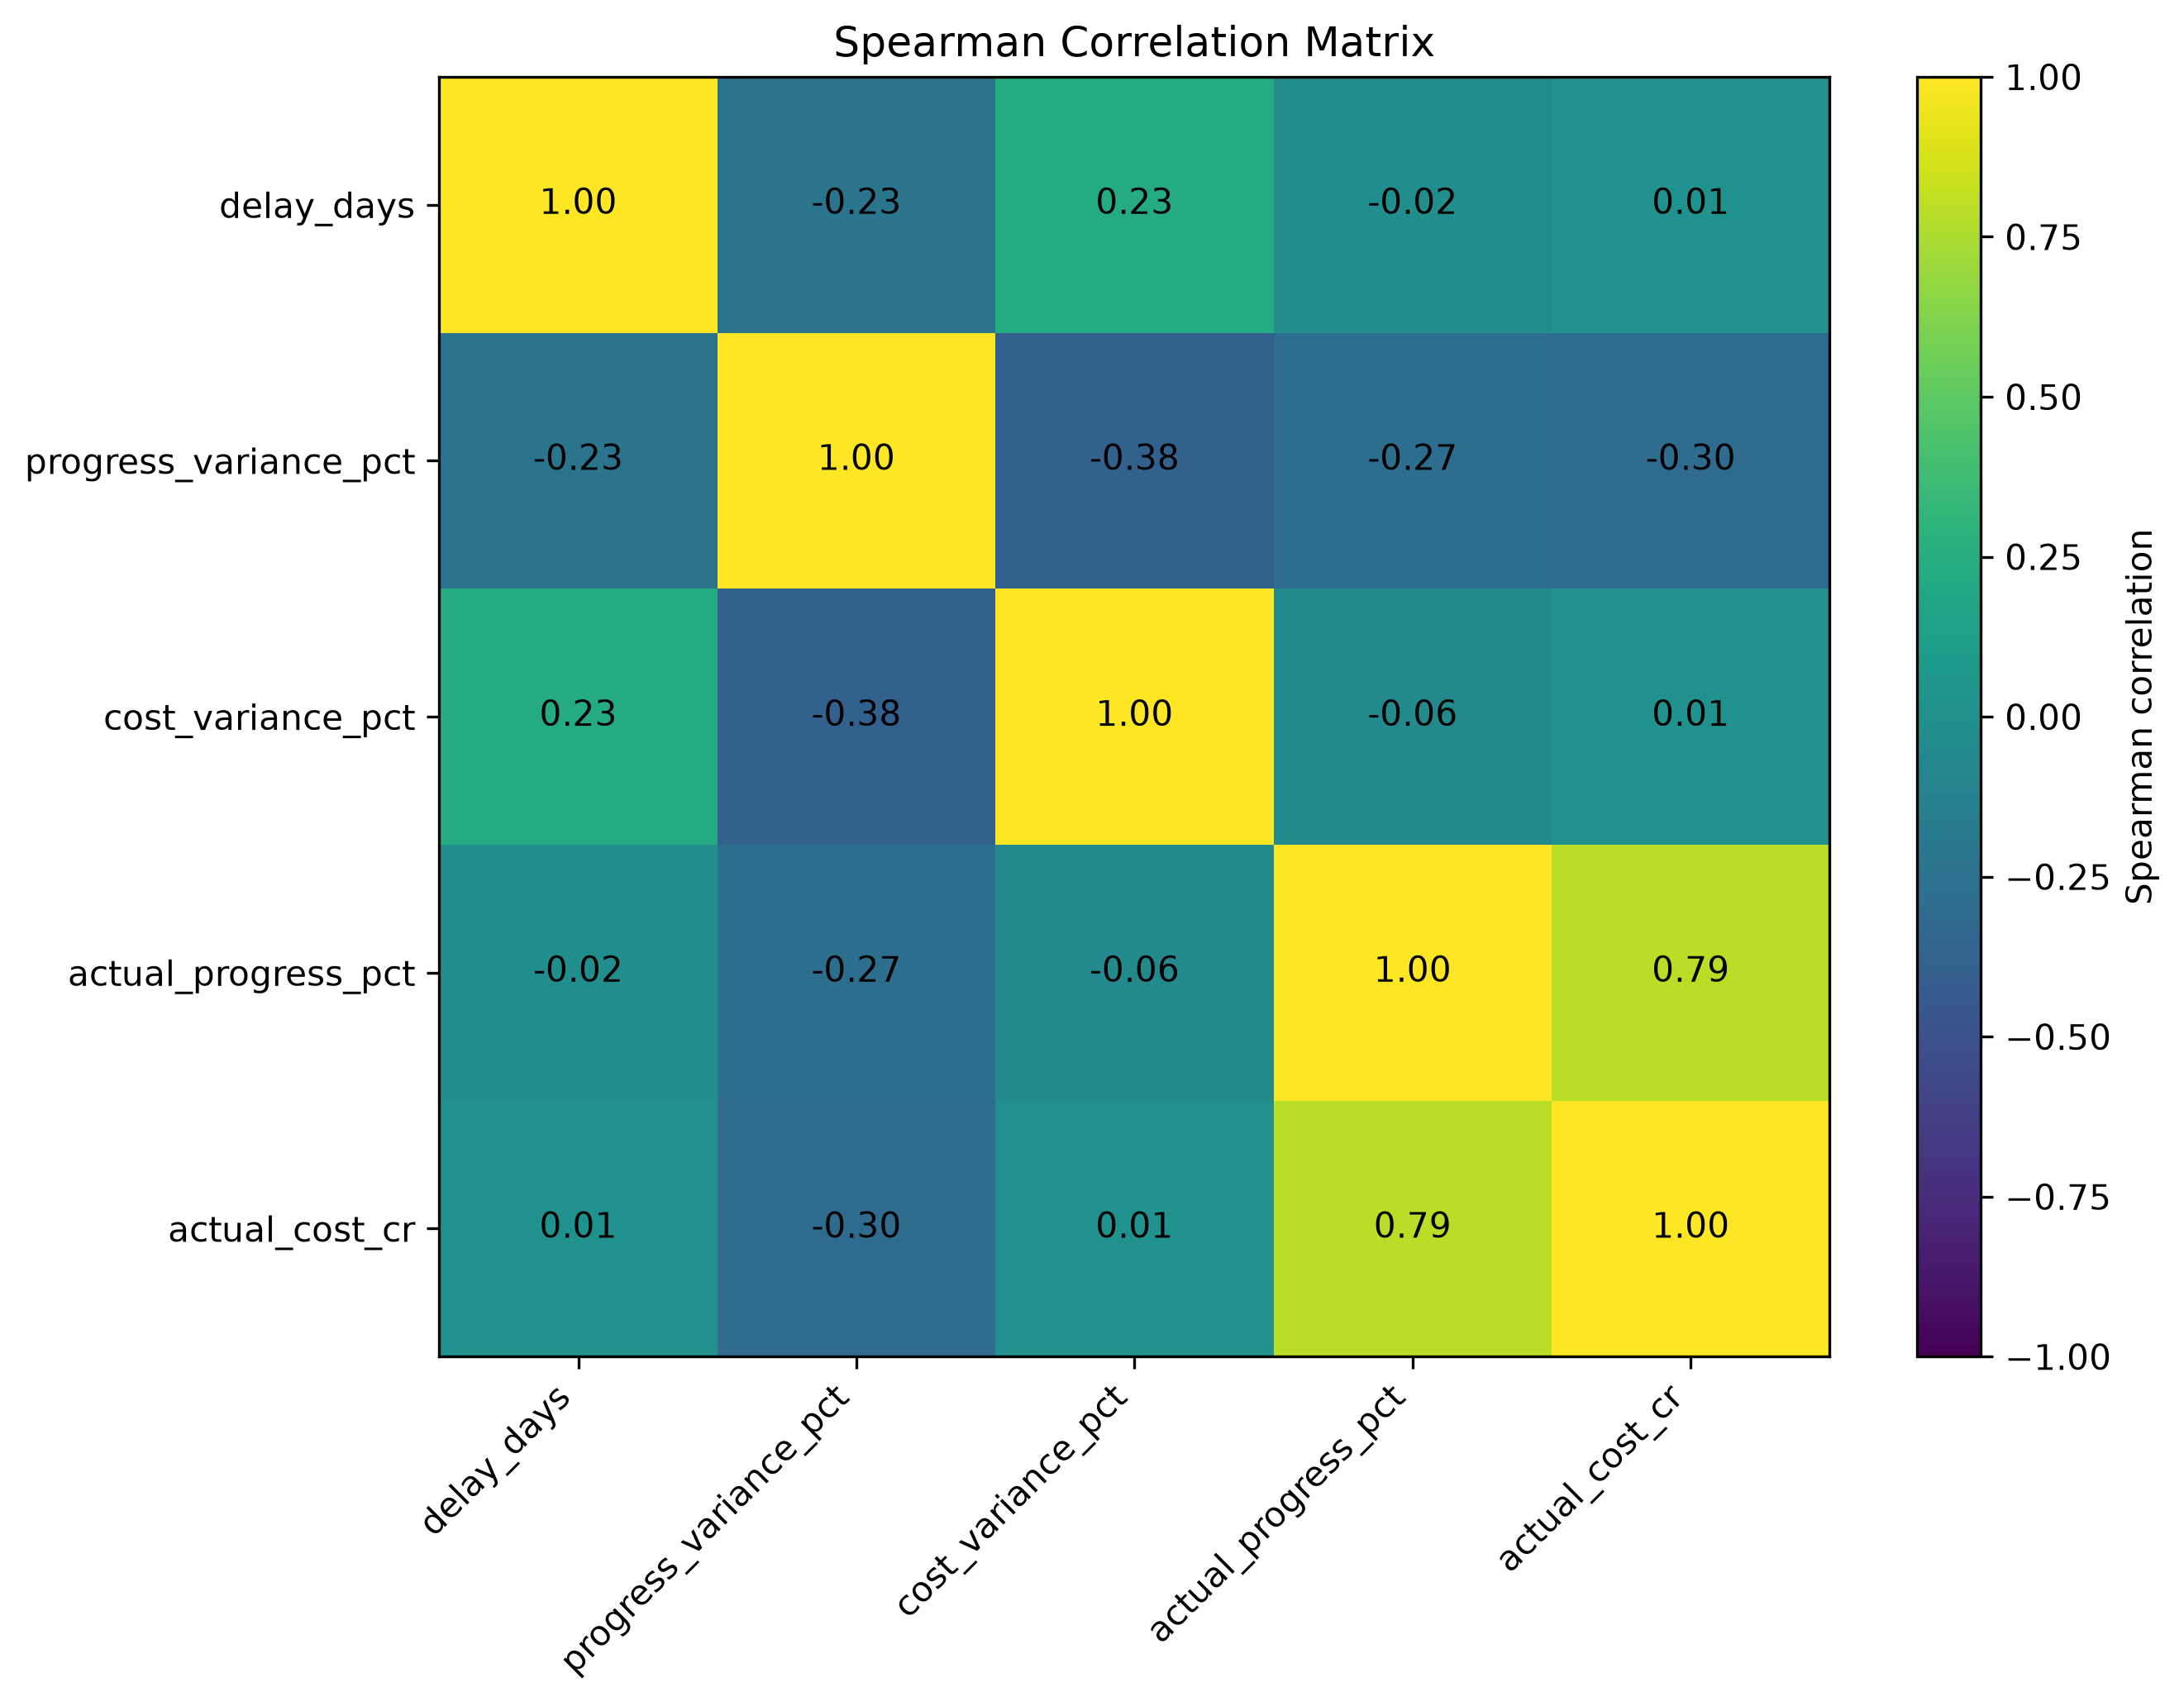 Spearman Correlation Matrix
delay_days 1.00 -0.23 0.23 -0.02 0.01
progress_variance_pct -0.23 1.00 -0.38 -0.27 -0.30
cost_variance_pct 0.23 -0.38 1.00 -0.06 0.01
actual_progress_pct -0.02 -0.27 -0.06 1.00 0.79
actual_cost_cr 0.01 -0.30 0.01 0.79 1.00
delay_days
progress_variance_pct
cost_variance_pct
actual_progress_pct
actual_cost_cr
1.00
0.75
0.50
0.25
0.00
−0.25
−0.50
−0.75
−1.00
Spearman correlation